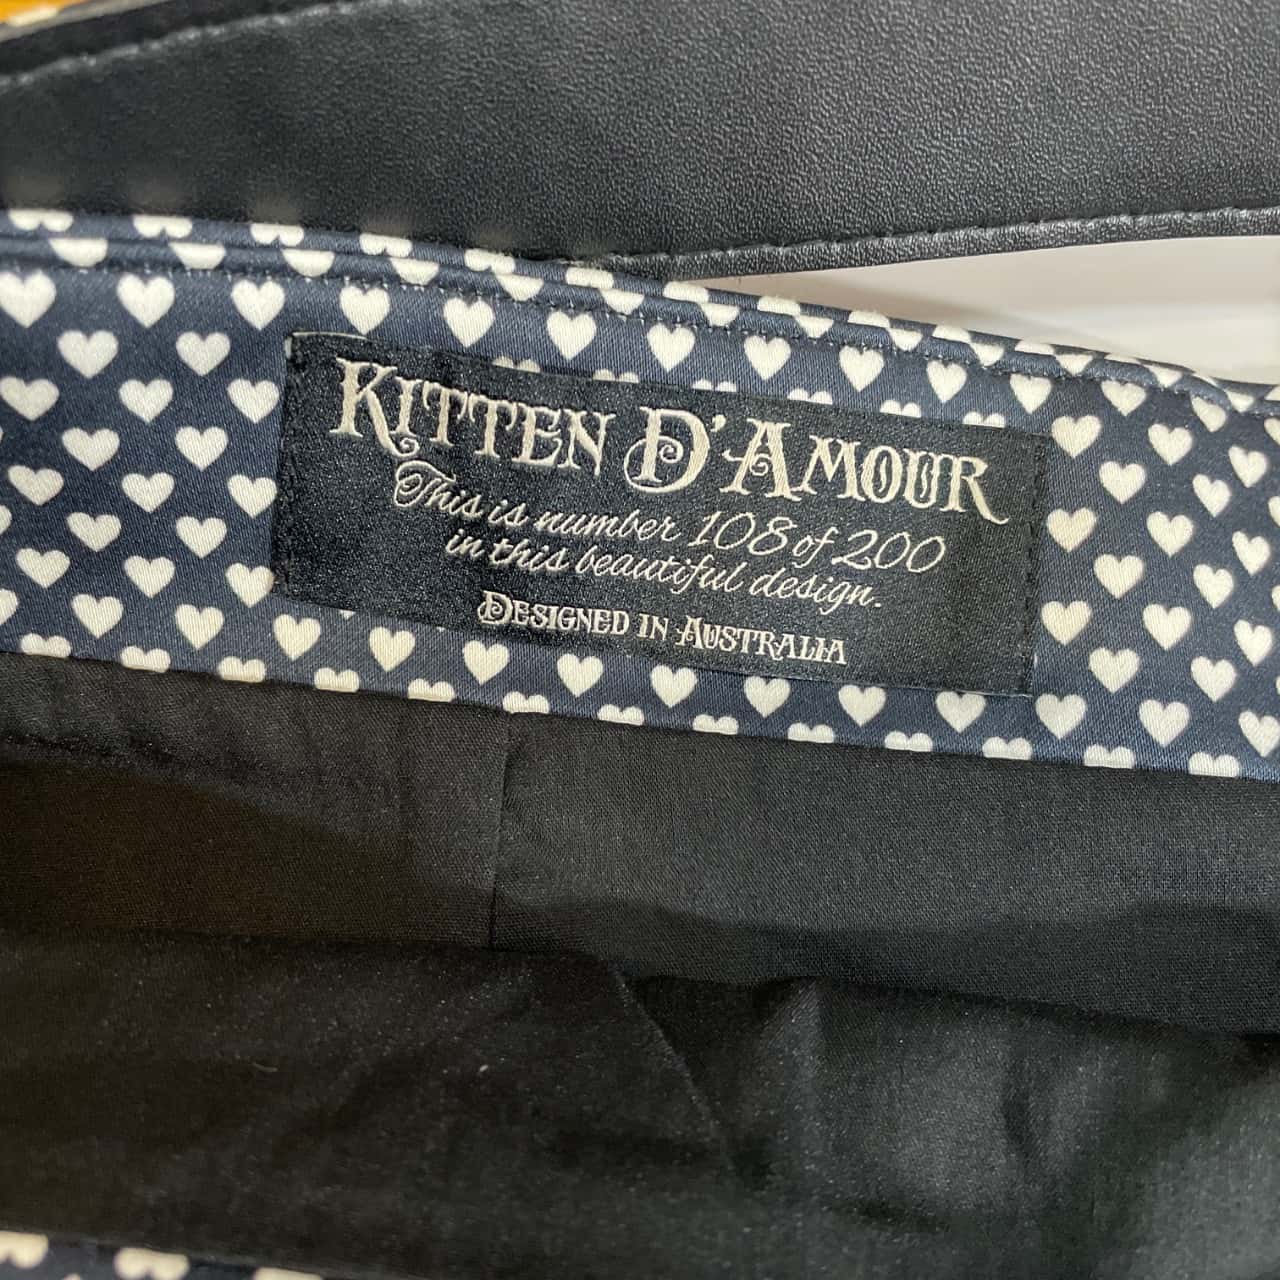 KITTEN D'AMOUR
This is number 108 of 200
in this beautiful design.
DESIGNED IN AUSTRALIA